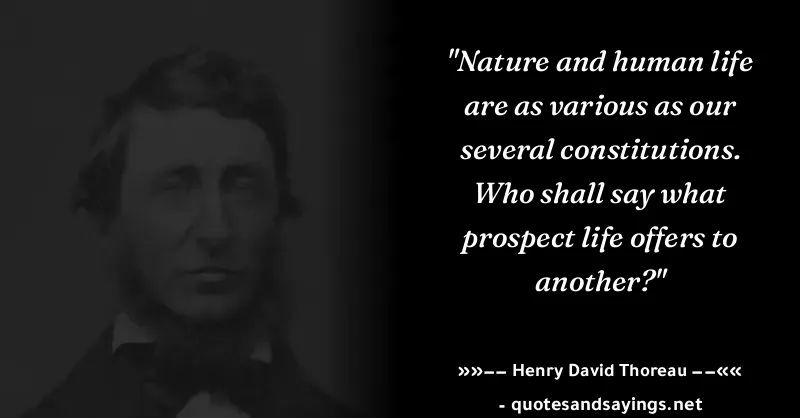 "Nature and human life
are as various as our
several constitutions.
Who shall say what
prospect life offers to
another?"
»»—— Henry David Thoreau ——««
- quotesandsayings.net